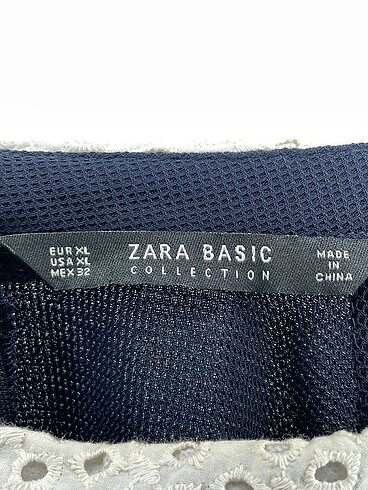 EUR XL
USA XL
MEX 32
ZARA BASIC
COLLECTION
MADE
IN
CHINA